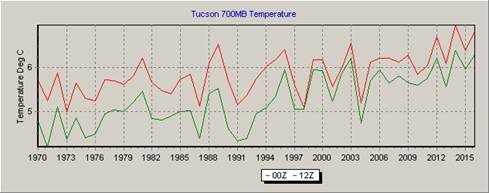 Tucson 700MB Temperature
Temperature Deg C
6
5
1970 1973 1976 1979 1982 1985 1988 1991 1994 1997 2000 2003 2006 2009 2012 2015
00Z 12Z